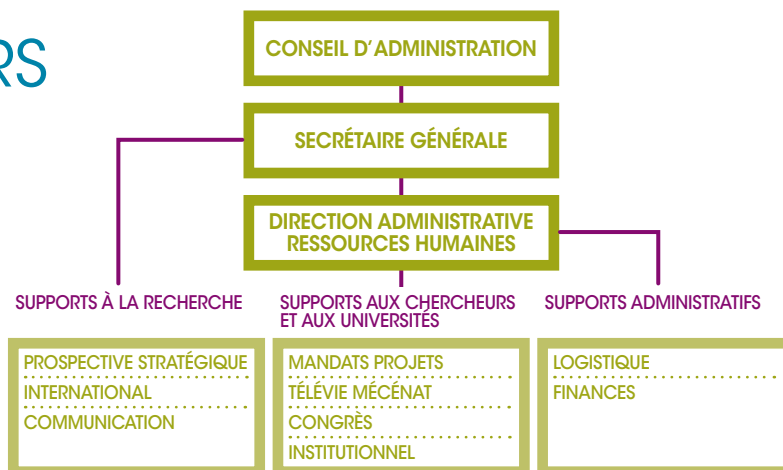 RS
CONSEIL D'ADMINISTRATION
SECRÉTAIRE GÉNÉRALE
DIRECTION ADMINISTRATIVE
RESSOURCES HUMAINES
SUPPORTS À LA RECHERCHE
PROSPECTIVE STRATÉGIQUE
INTERNATIONAL
COMMUNICATION
SUPPORTS AUX CHERCHEURS
ET AUX UNIVERSITÉS
MANDATS PROJETS
TÉLÉVIE MÉCÉNAT
CONGRÈS
INSTITUTIONNEL
SUPPORTS ADMINISTRATIFS
LOGISTIQUE
FINANCES